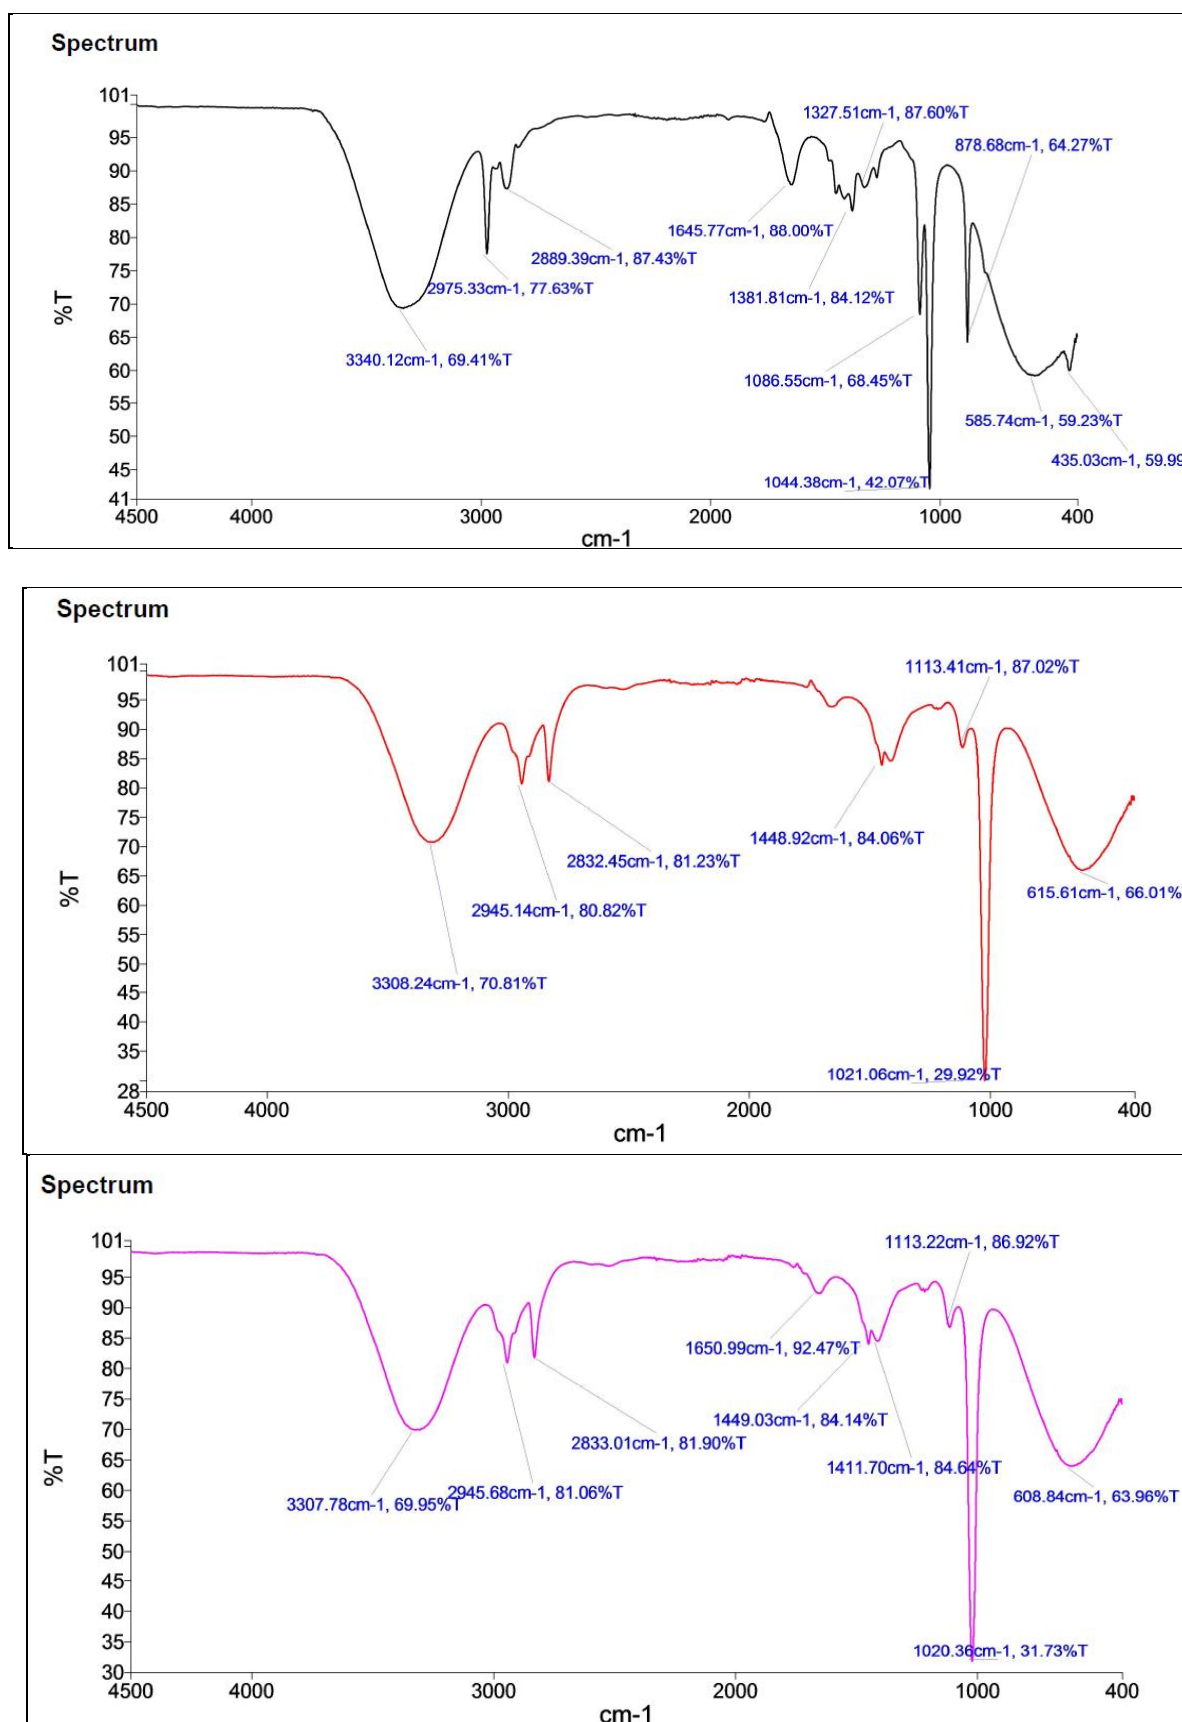 Spectrum
101
1327.51cm-1, 87.60%T
95
878.68cm-1, 64.27%T
90
85
1645.77cm-1, 88.00%T
80
2889.39cm-1, 87.43%T
75
2975.33cm-1, 77.63%T
1381.81cm-1, 84.12%T
%T
70
65
3340.12cm-1, 69.41%T
1086.55cm-1, 68.45%T
60
55
585.74cm-1, 59.23%T
50
435.03cm-1, 59.99
45
1044.38cm-1, 42.07%T
41
4500 4000 3000 2000 1000 400
cm-1
Spectrum
101
1113.41cm-1, 87.02%T
95
90
85
1448.92cm-1, 84.06%T
80
2832.45cm-1, 81.23%T
75
70
615.61cm-1, 66.01%
65
2945.14cm-1, 80.82%T
%T
60
55
3308.24cm-1, 70.81%T
50
45
40
35
1021.06cm-1, 29.92%T
28
4500 4000 3000 2000 1000 400
cm-1
Spectrum
101
1113.22cm-1, 86.92%T
95
90
1650.99cm-1, 92.47%T
85
1449.03cm-1, 84.14%T
80
2833.01cm-1, 81.90%T
75
1411.70cm-1, 84.64%T
70
2945.68cm-1, 81.06%T
608.84cm-1, 63.96%T
3307.78cm-1, 69.95%T
65
%T
60
55
50
45
40
35
1020.36cm-1, 31.73%T
30
4500 4000 3000 2000 1000 400
cm-1